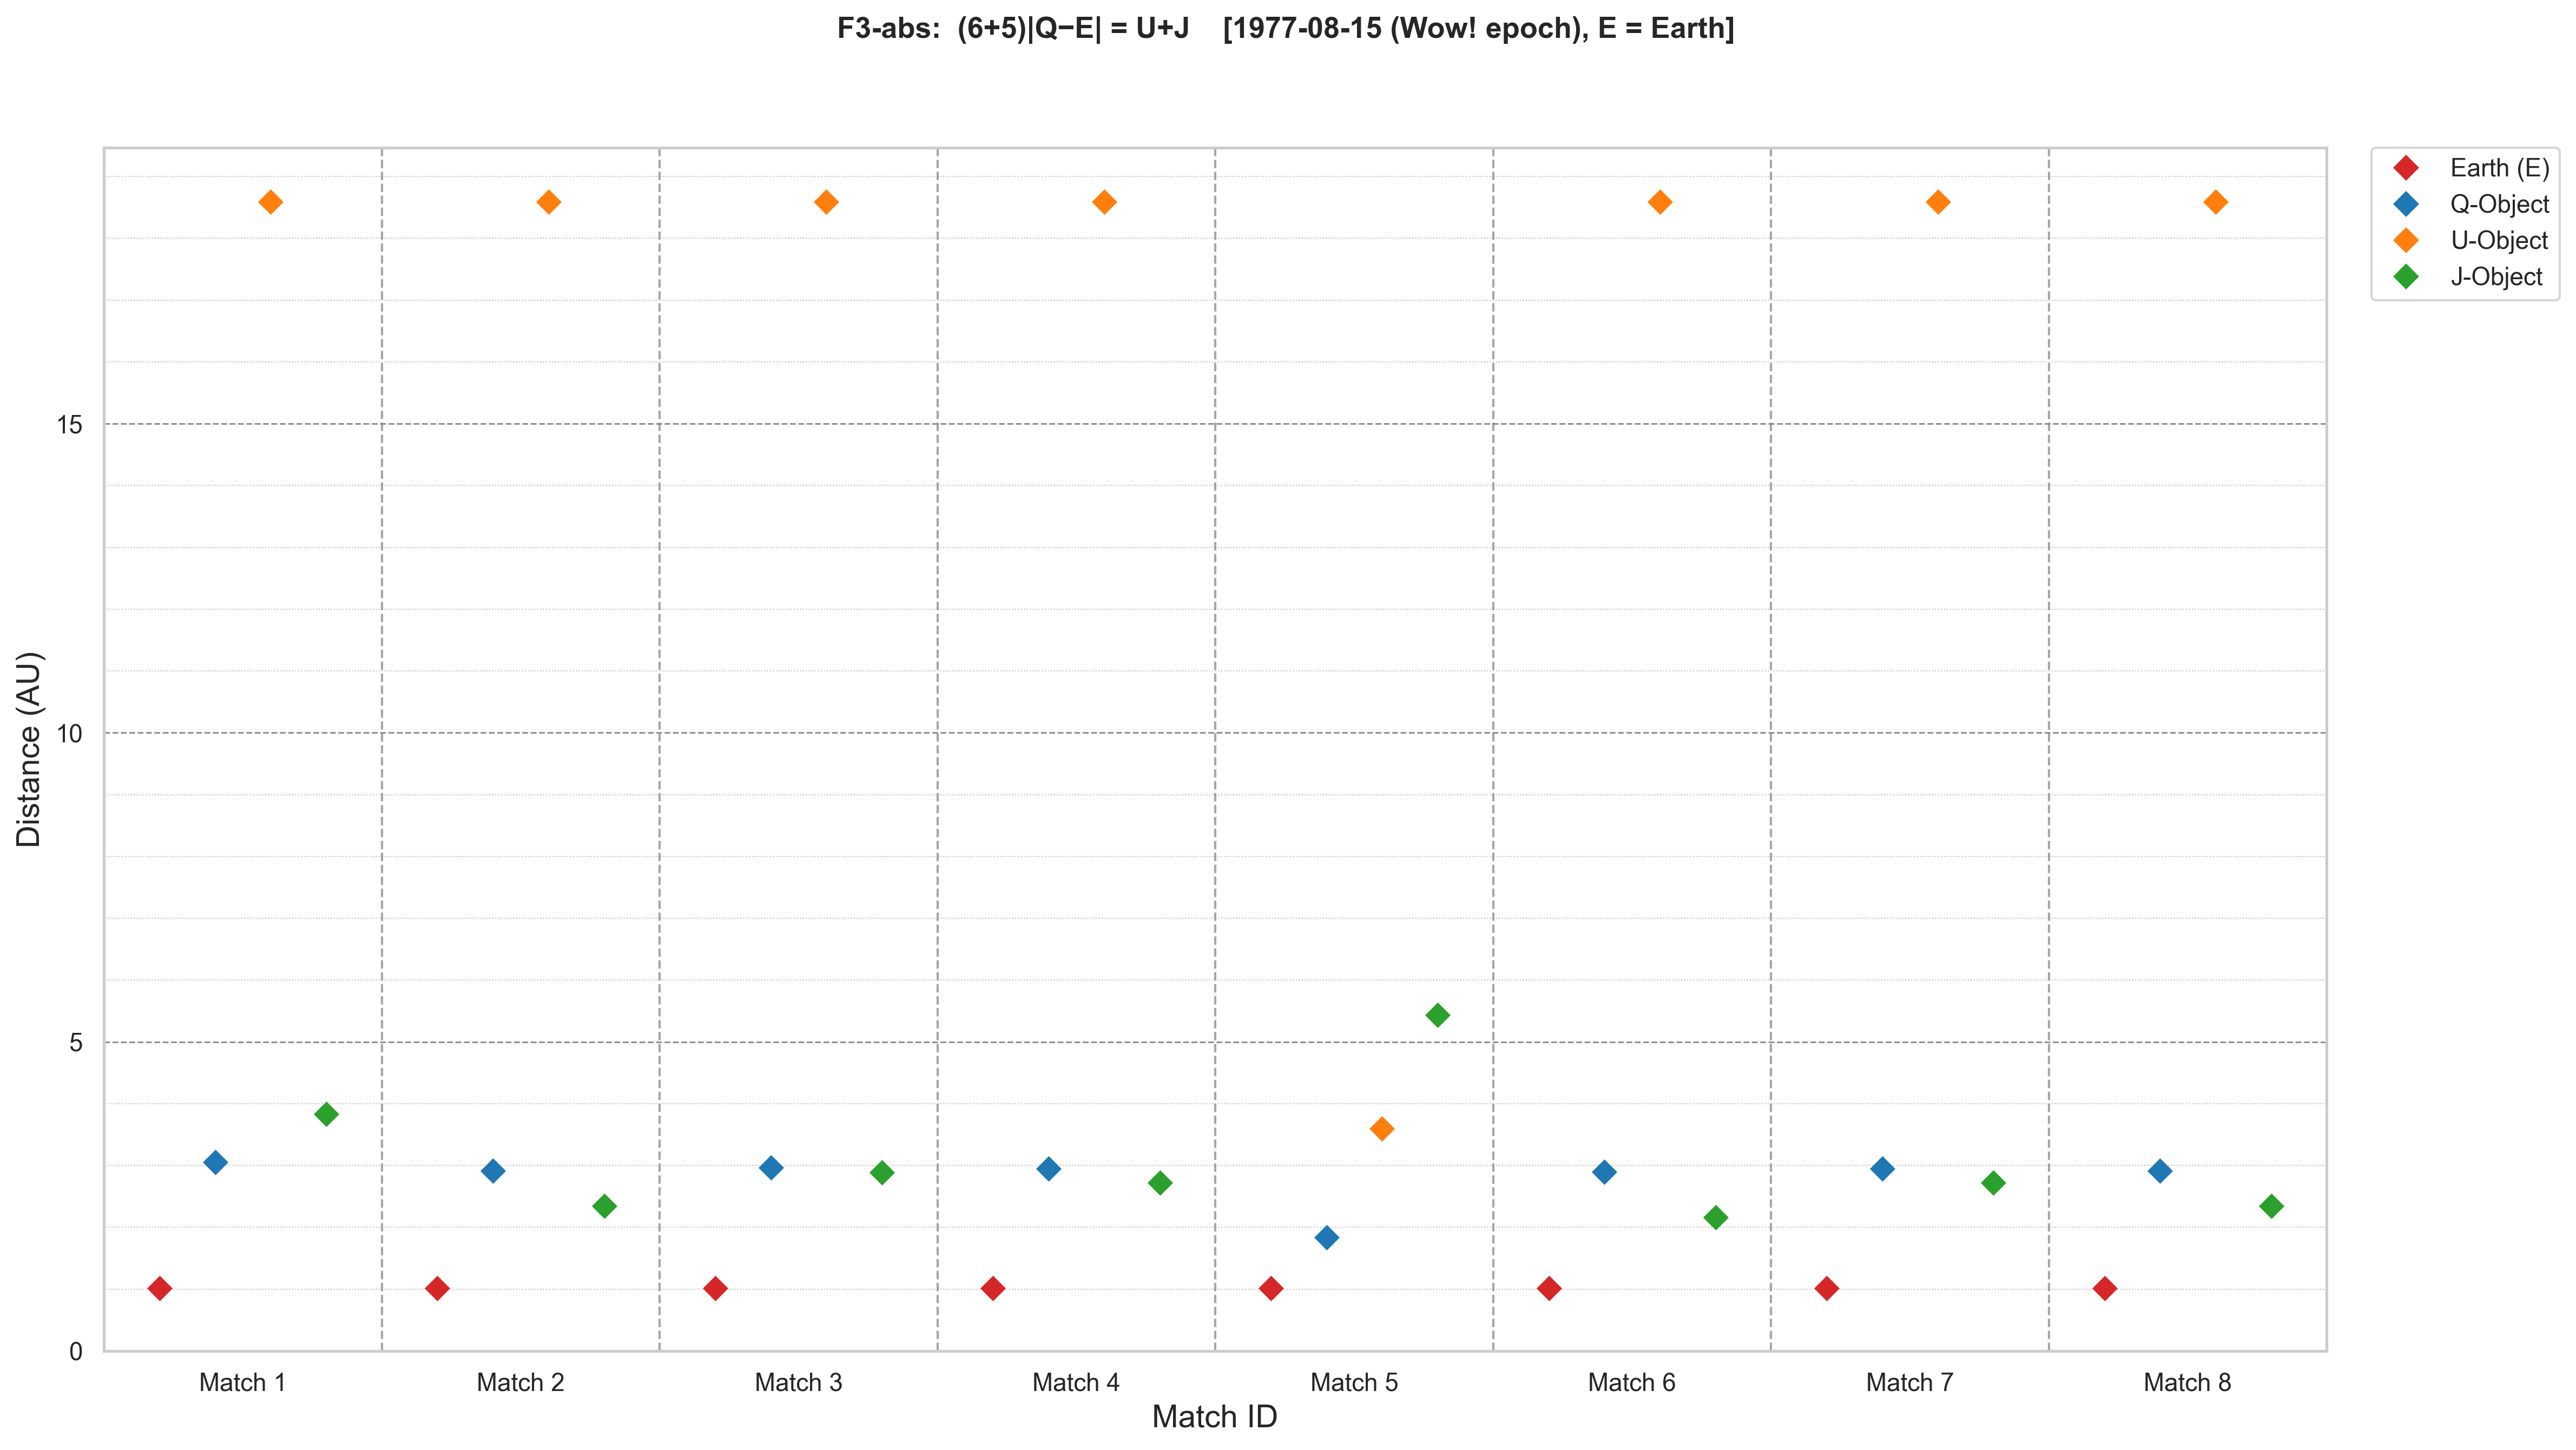 F3-abs:  (6+5)|Q−E| = U+J    [1977-08-15 (Wow! epoch), E = Earth]
Earth (E)
Q-Object
U-Object
J-Object
Distance (AU)
15
10
5
0
Match 1 Match 2 Match 3 Match 4 Match 5 Match 6 Match 7 Match 8
Match ID